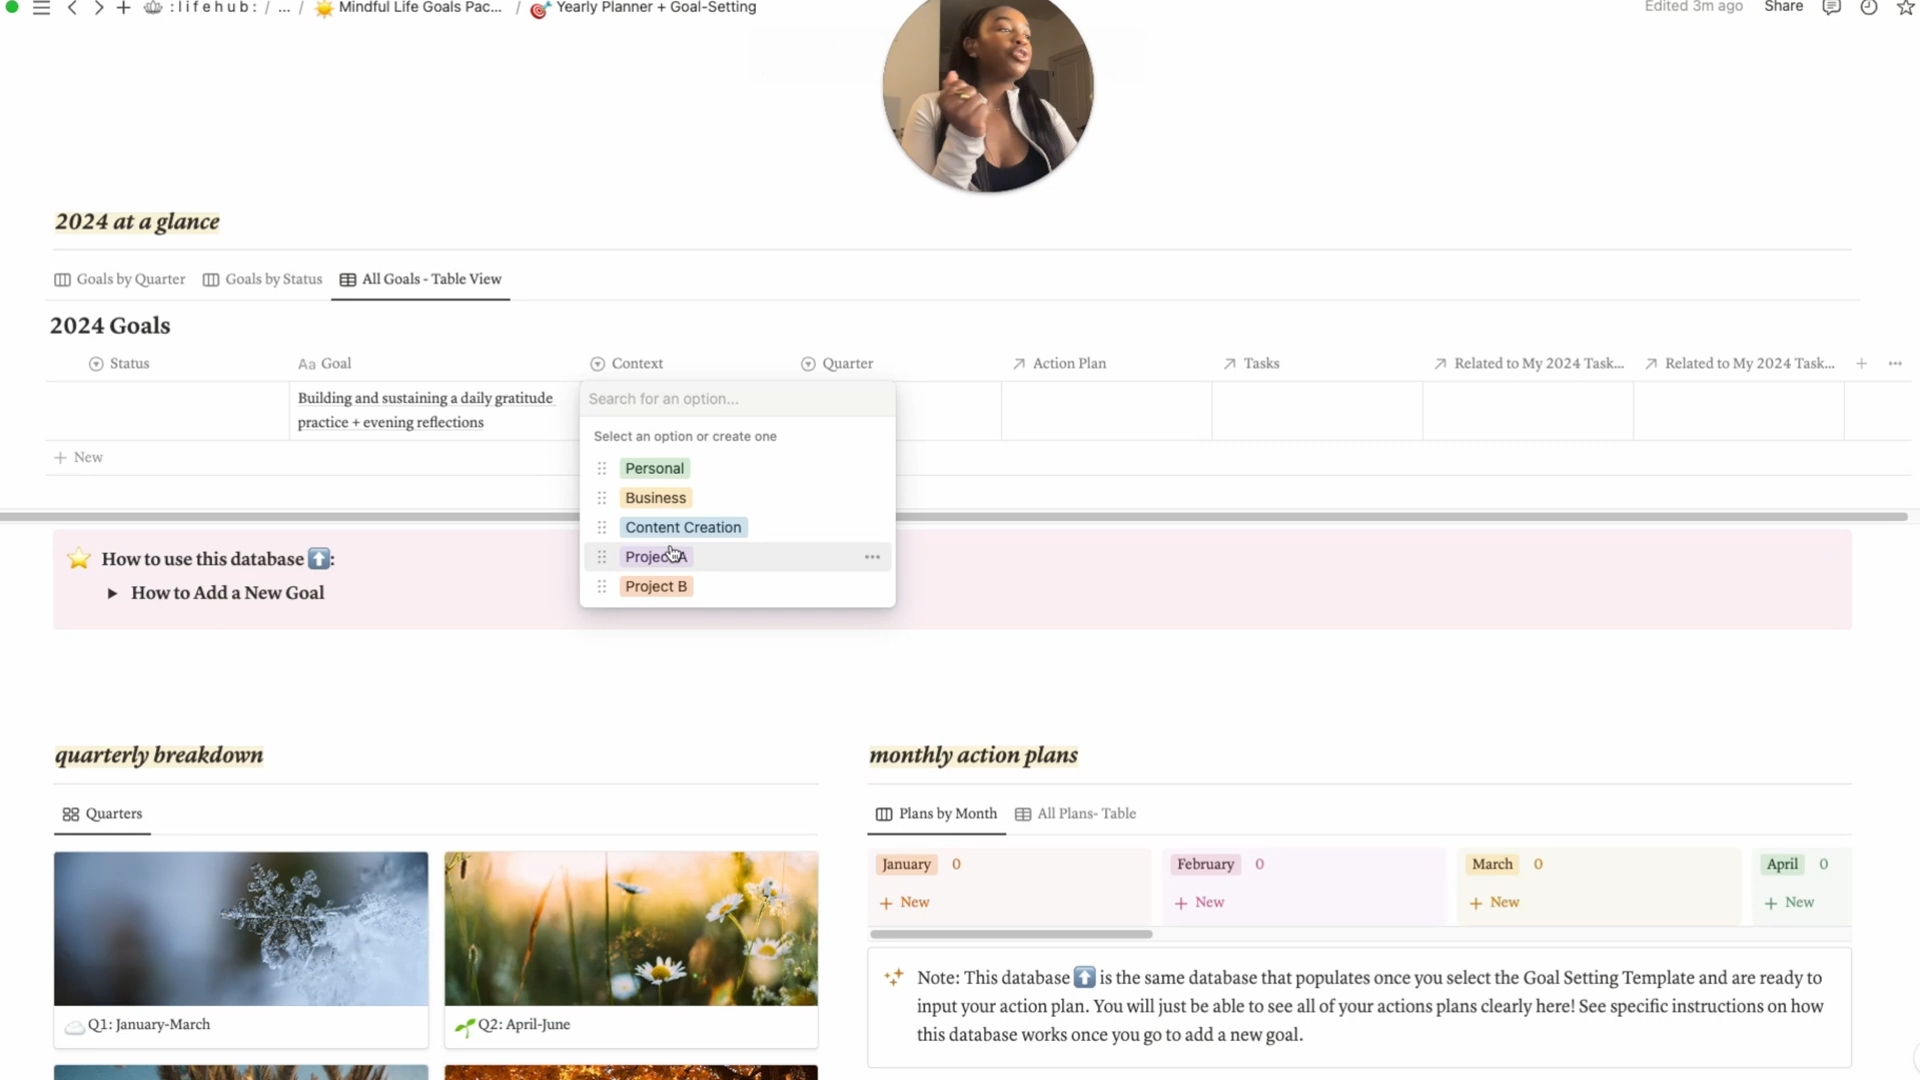 : l i f e h u b : / ... / Mindful Life Goals Pac... / Yearly Planner + Goal-Setting
Edited 3m ago Share
2024 at a glance
Goals by Quarter Goals by Status All Goals - Table View
2024 Goals
Status Aa Goal Context Quarter Action Plan Tasks Related to My 2024 Task... Related to My 2024 Task...
Building and sustaining a daily gratitude
practice + evening reflections
Search for an option...
Select an option or create one
+ New
Personal
Business
Content Creation
Project A
Project B
How to use this database :
How to Add a New Goal
quarterly breakdown
Quarters
Q1: January-March
Q2: April-June
monthly action plans
Plans by Month All Plans- Table
January 0 February 0 March 0 April 0
+ New + New + New + New
Note: This database is the same database that populates once you select the Goal Setting Template and are ready to
input your action plan. You will just be able to see all of your actions plans clearly here! See specific instructions on how
this database works once you go to add a new goal.